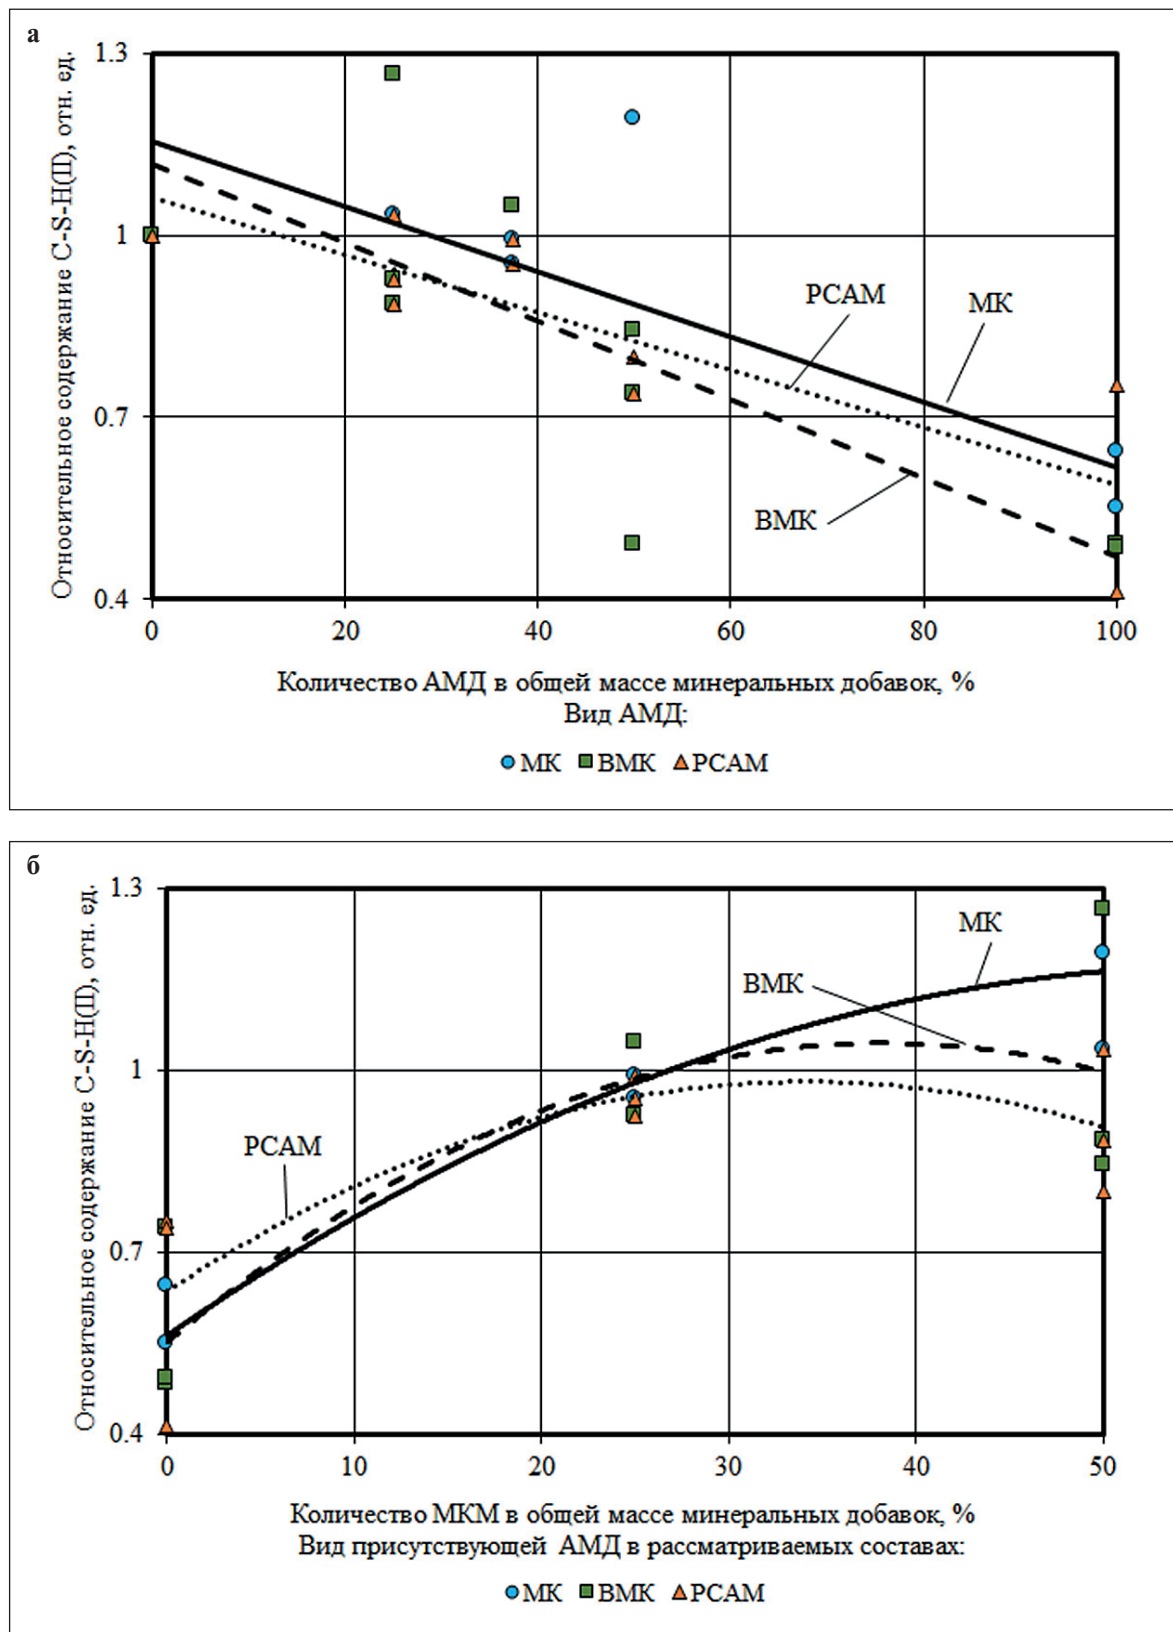 а
Относительное содержание C-S-H(II), отн. ед.
1.3
1
0.7
0.4
РСАМ
МК
ВМК
0 20 40 60 80 100
Количество АМД в общей массе минеральных добавок, %
Вид АМД:
МК ВМК РСАМ
б
Относительное содержание C-S-H(II), отн. ед.
1.3
1
0.7
0.4
МК
ВМК
РСАМ
0 10 20 30 40 50
Количество МКМ в общей массе минеральных добавок, %
Вид присутствующей АМД в рассматриваемых составах:
МК ВМК РСАМ